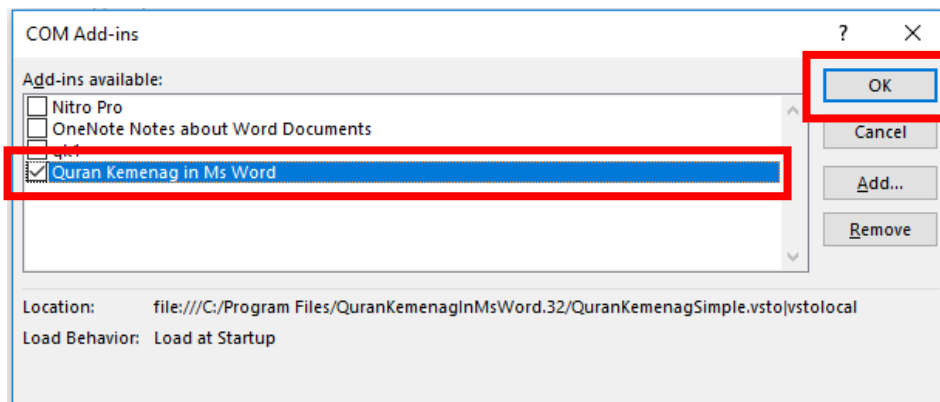 COM Add-ins
? ×
Add-ins available:
OK
Nitro Pro
OneNote Notes about Word Documents
Cancel
Quran Kemenag in Ms Word
Add...
Remove
Location: file:///C:/Program Files/QuranKemenagInMsWord.32/QuranKemenagSimple.vsto|vstolocal
Load Behavior: Load at Startup